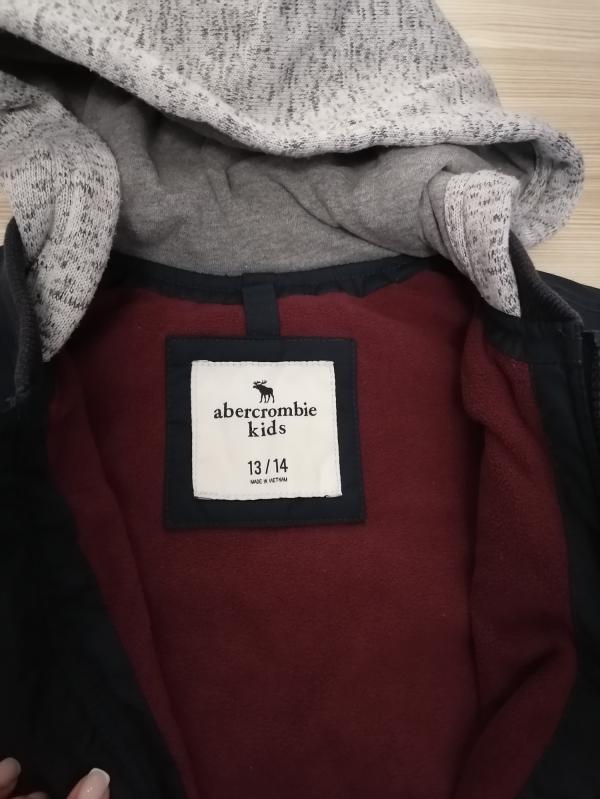 abercrombie
kids
13 / 14
MADE IN VIETNAM